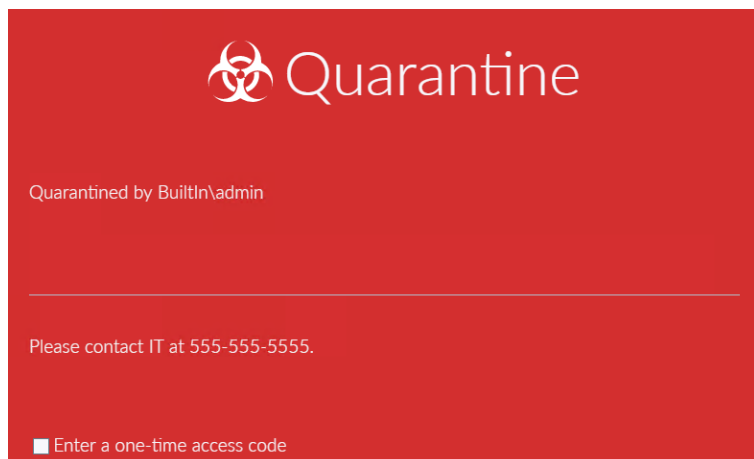 Quarantine
Quarantined by BuiltIn\admin
Please contact IT at 555-555-5555.
Enter a one-time access code